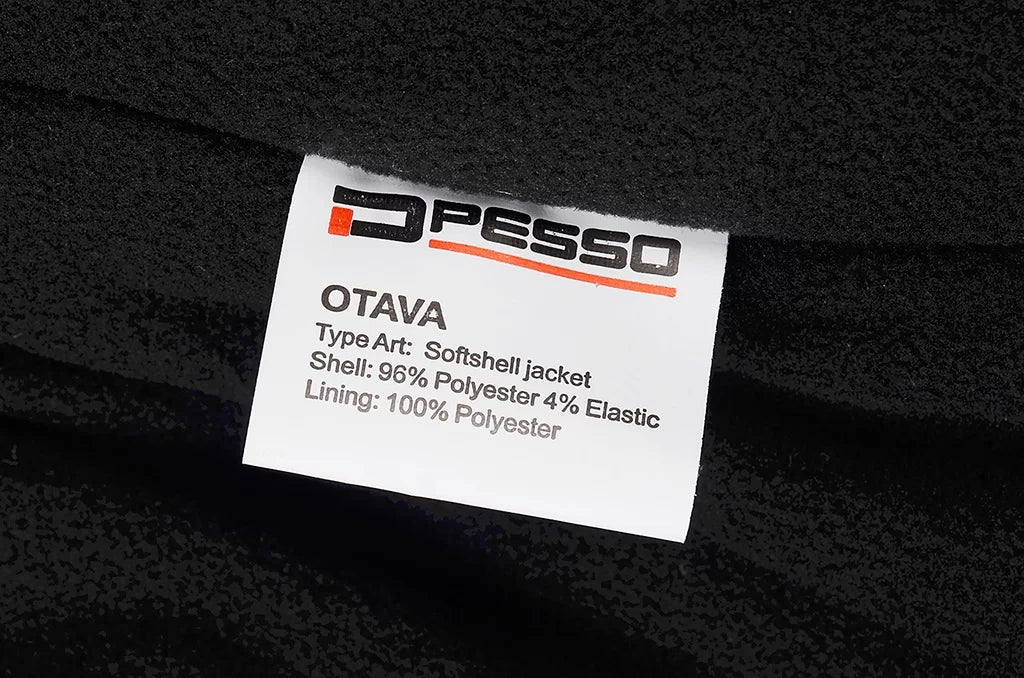 PESSO
OTAVA
Type Art: Softshell jacket
Shell: 96% Polyester 4% Elastic
Lining: 100% Polyester